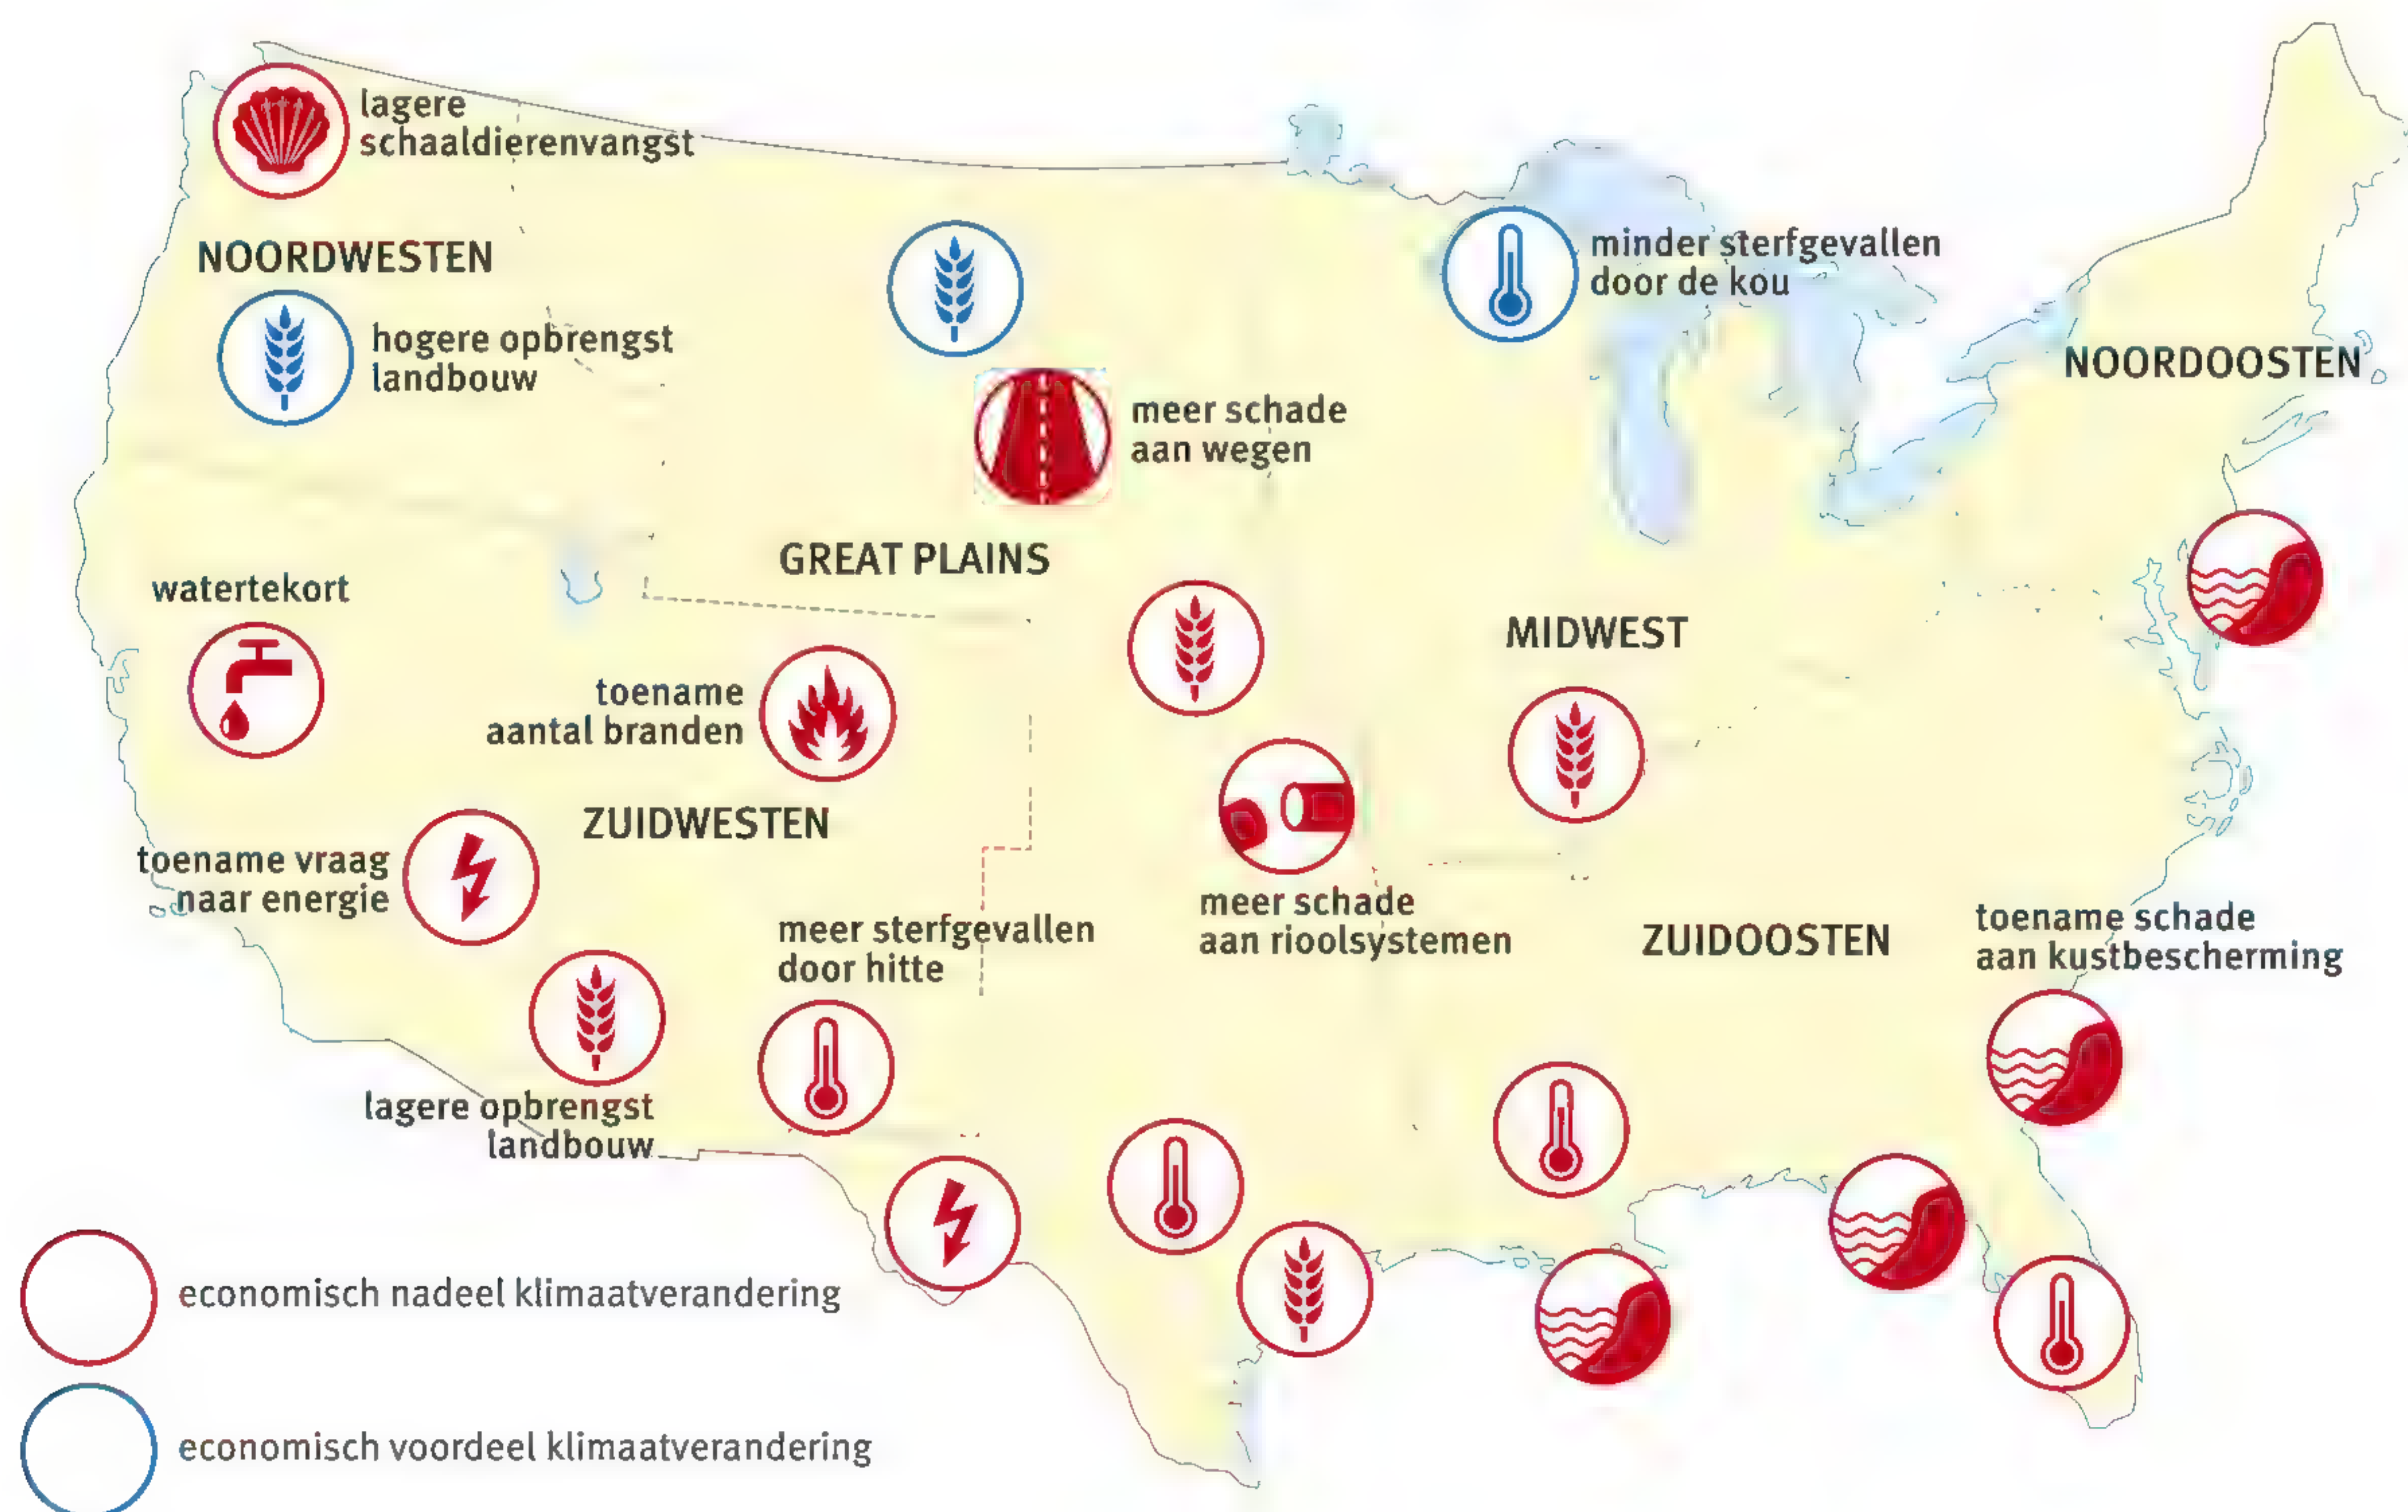 lagere
schaaldierenvangst
NOORDWESTEN
hogere opbrengst
landbouw
minder sterfgevallen
door de kou
NOORDOOSTEN
meer schade
aan wegen
GREAT PLAINS
watertekort
MIDWEST
toename
aantal branden
ZUIDWESTEN
toename vraag
naar energie
meer sterfgevallen
door hitte
meer schade
aan rioolsystemen
ZUIDOOSTEN
toename schade
aan kustbescherming
lagere opbrengst
landbouw
economisch nadeel klimaatverandering
economisch voordeel klimaatverandering